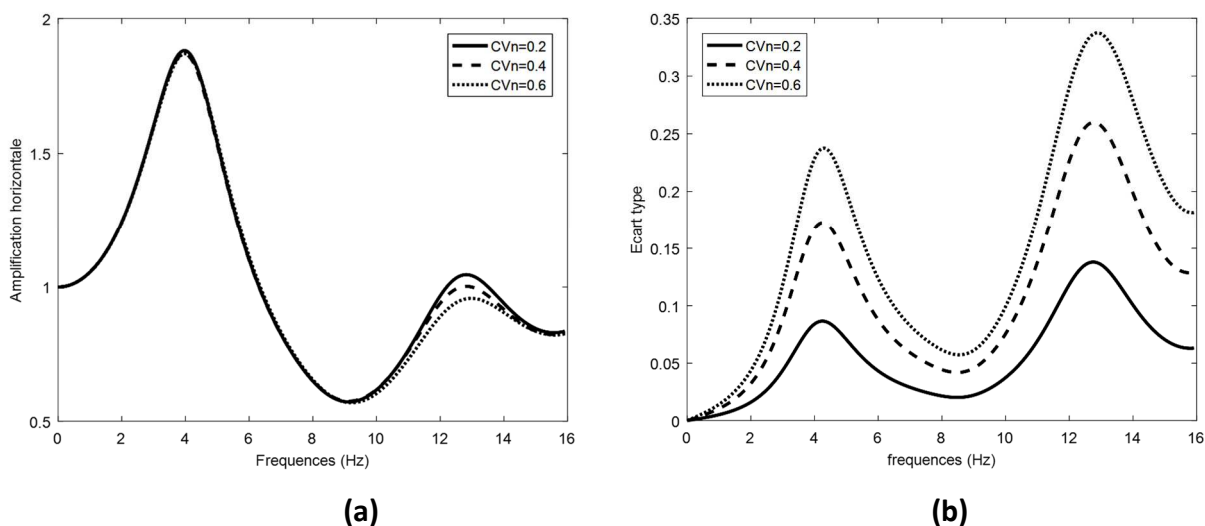 2
1.5
1
0.5
Amplification horizontale
CVn=0.2
CVn=0.4
CVn=0.6
0 2 4 6 8 10 12 14 16
Frequences (Hz)
(a)
0.35
0.3
0.25
0.2
0.15
0.1
0.05
0
Ecart type
CVn=0.2
CVn=0.4
CVn=0.6
0 2 4 6 8 10 12 14 16
frequences (Hz)
(b)